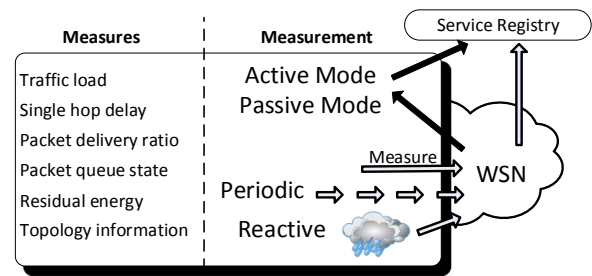 Service Registry
Measures
Measurement
Traffic load
Single hop delay
Packet delivery ratio
Packet queue state
Residual energy
Topology information
Active Mode
Passive Mode
Measure
Periodic
Reactive
WSN